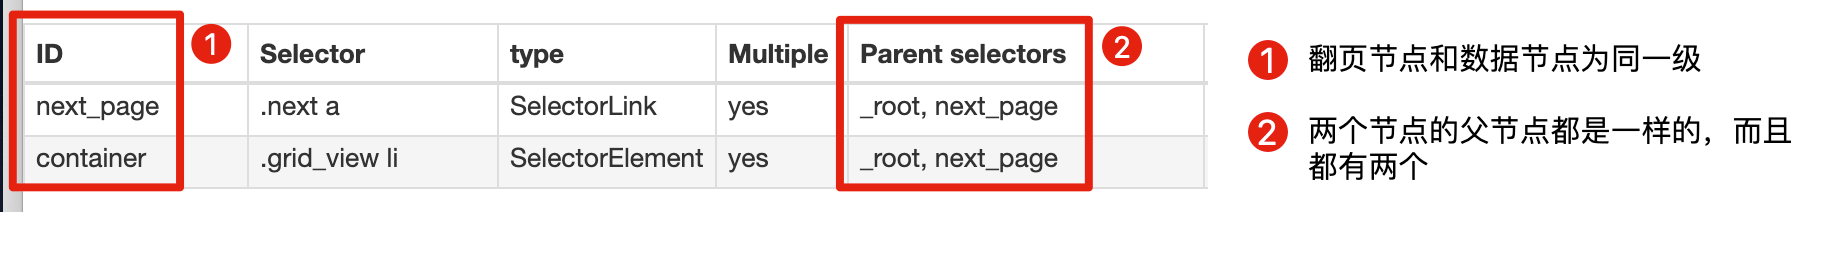 ID 1 Selector type Multiple Parent selectors 2
next_page .next a SelectorLink yes _root, next_page
container .grid_view li SelectorElement yes _root, next_page
1 翻页节点和数据节点为同一级
2 两个节点的父节点都是一样的，而且
都有两个